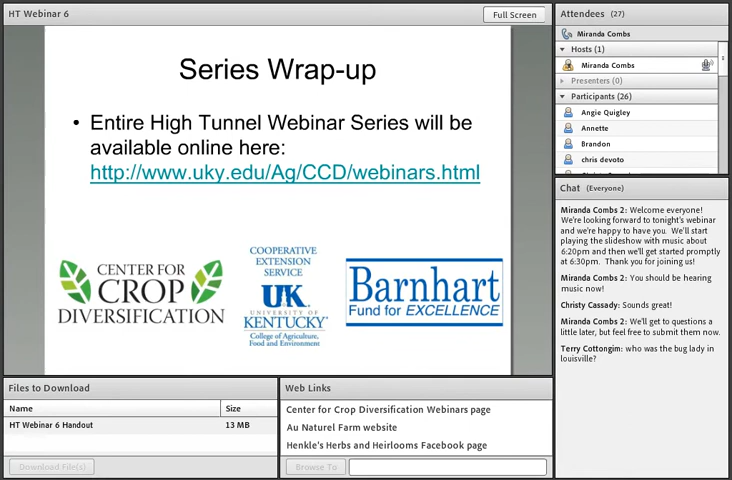 HT Webinar 6
Full Screen
Series Wrap-up
• Entire High Tunnel Webinar Series will be
available online here:
http://www.uky.edu/Ag/CCD/webinars.html
CENTER FOR
CROP
DIVERSIFICATION
COOPERATIVE
EXTENSION
SERVICE
UK
UNIVERSITY OF
KENTUCKY
College of Agriculture,
Food and Environment
Barnhart
Fund for EXCELLENCE
Files to Download
Name Size
HT Webinar 6 Handout 13 MB
Download File(s)
Web Links
Center for Crop Diversification Webinars page
Au Naturel Farm website
Henkle's Herbs and Heirlooms Facebook page
Browse To
Attendees (27)
Miranda Combs
Hosts (1)
Miranda Combs
Presenters (0)
Participants (26)
Angie Quigley
Annette
Brandon
chris devoto
Chat (Everyone)
Miranda Combs 2: Welcome everyone!
We're looking forward to tonight's webinar
and we're happy to have you. We'll start
playing the slideshow with music about
6:20pm and then we'll get started promptly
at 6:30pm. Thank you for joining us!
Miranda Combs 2: You should be hearing
music now!
Christy Cassady: Sounds great!
Miranda Combs 2: We'll get to questions a
little later, but feel free to submit them now.
Terry Cottongim: who was the bug lady in
louisville?